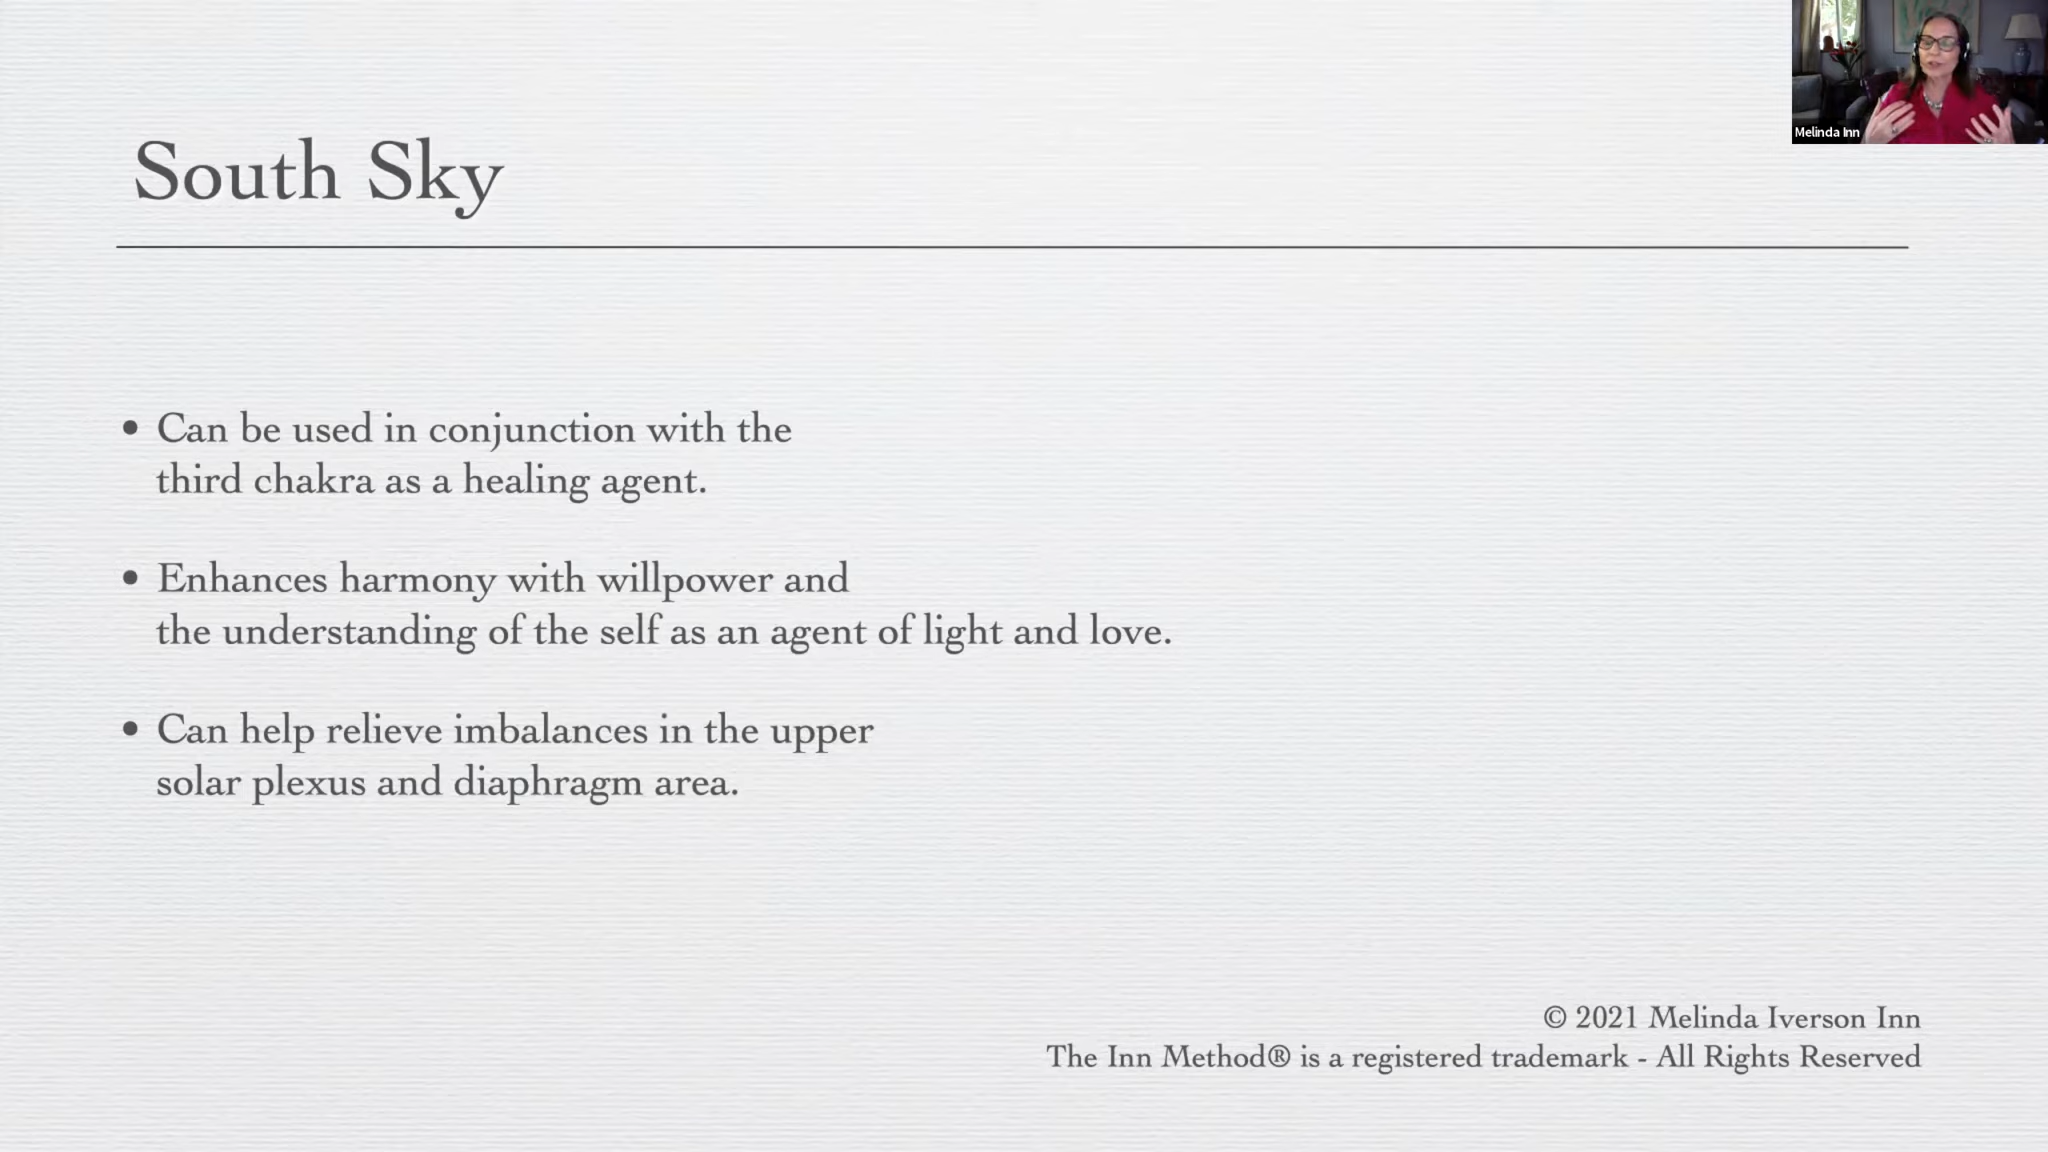 Melinda Inn
South Sky
• Can be used in conjunction with the
third chakra as a healing agent.
• Enhances harmony with willpower and
the understanding of the self as an agent of light and love.
• Can help relieve imbalances in the upper
solar plexus and diaphragm area.
© 2021 Melinda Iverson Inn
The Inn Method® is a registered trademark - All Rights Reserved